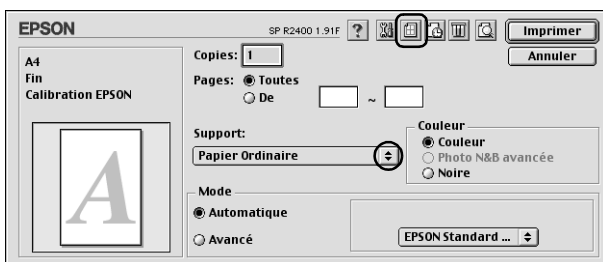 EPSON
SP R2400 1.91F
?
Imprimer
Annuler
A4
Fin
Calibration EPSON
A
Copies: 1
Pages: Toutes
De ~
Support:
Papier Ordinaire
Couleur
Couleur
Photo N&B avancée
Noire
Mode
Automatique
Avancé
EPSON Standard ...